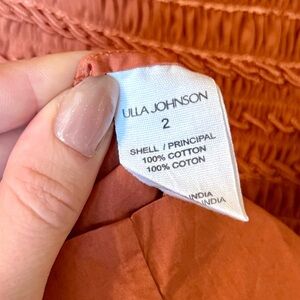 ULLA JOHNSON
2
SHELL / PRINCIPAL
100% COTTON
100% COTON
INDIA
INDIA